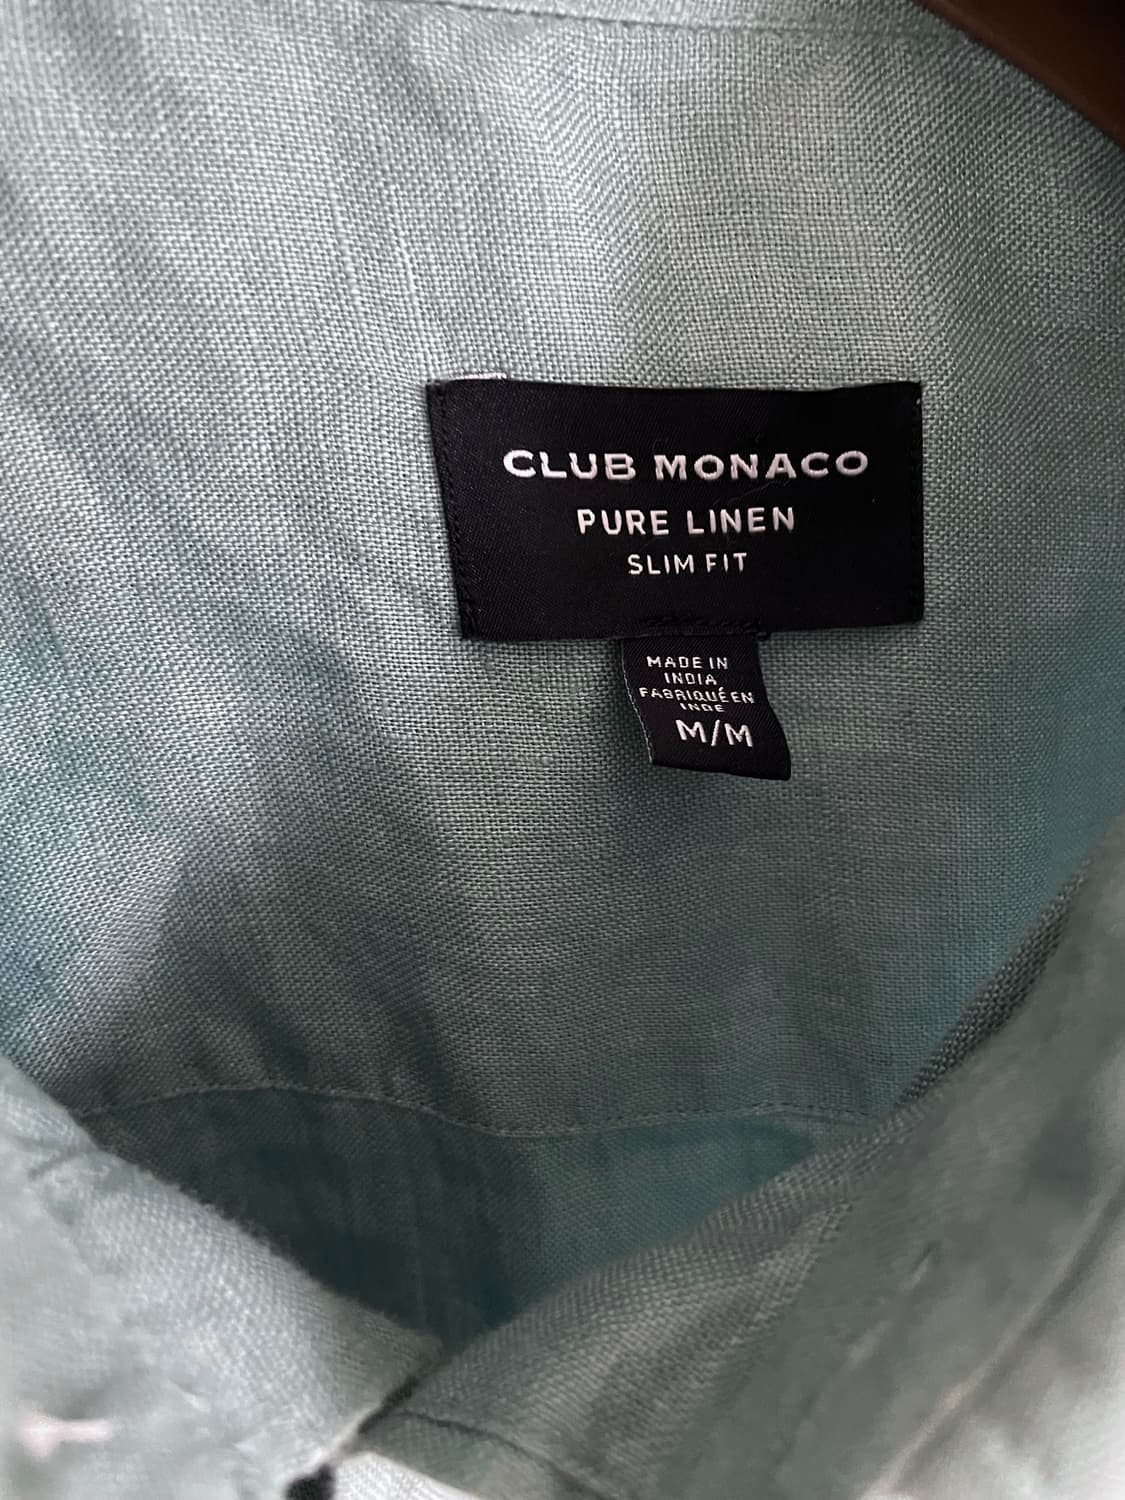 CLUB MONACO
PURE LINEN
SLIM FIT
MADE IN
INDIA
FABRIQUÉ EN
INDE
M/M